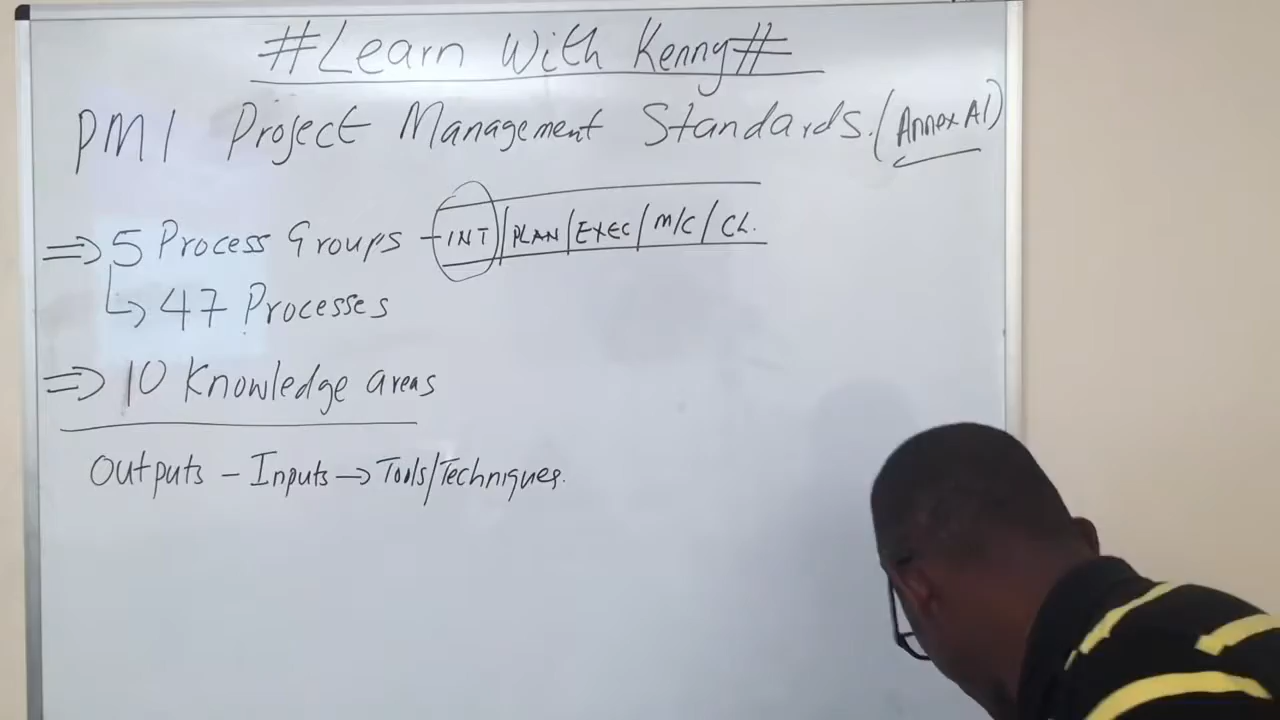 #Learn With Kenny#
PMI Project Management Standards. (Annex A1)
⇒ 5 Process Groups - INT/PLAN/EXEC/M/C/CL.
↳ 47 Processes
⇒ 10 Knowledge areas
Outputs - Inputs → Tools/Techniques.